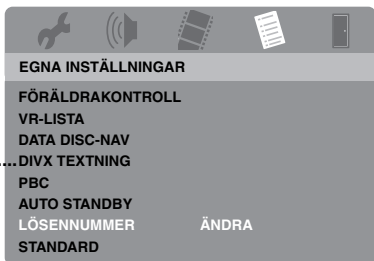 EGNA INSTÄLLNINGAR
FÖRÄLDRAKONTROLL
VR-LISTA
DATA DISC-NAV
....DIVX TEXTNING
PBC
AUTO STANDBY
LÖSENNUMMER ÄNDRA
STANDARD